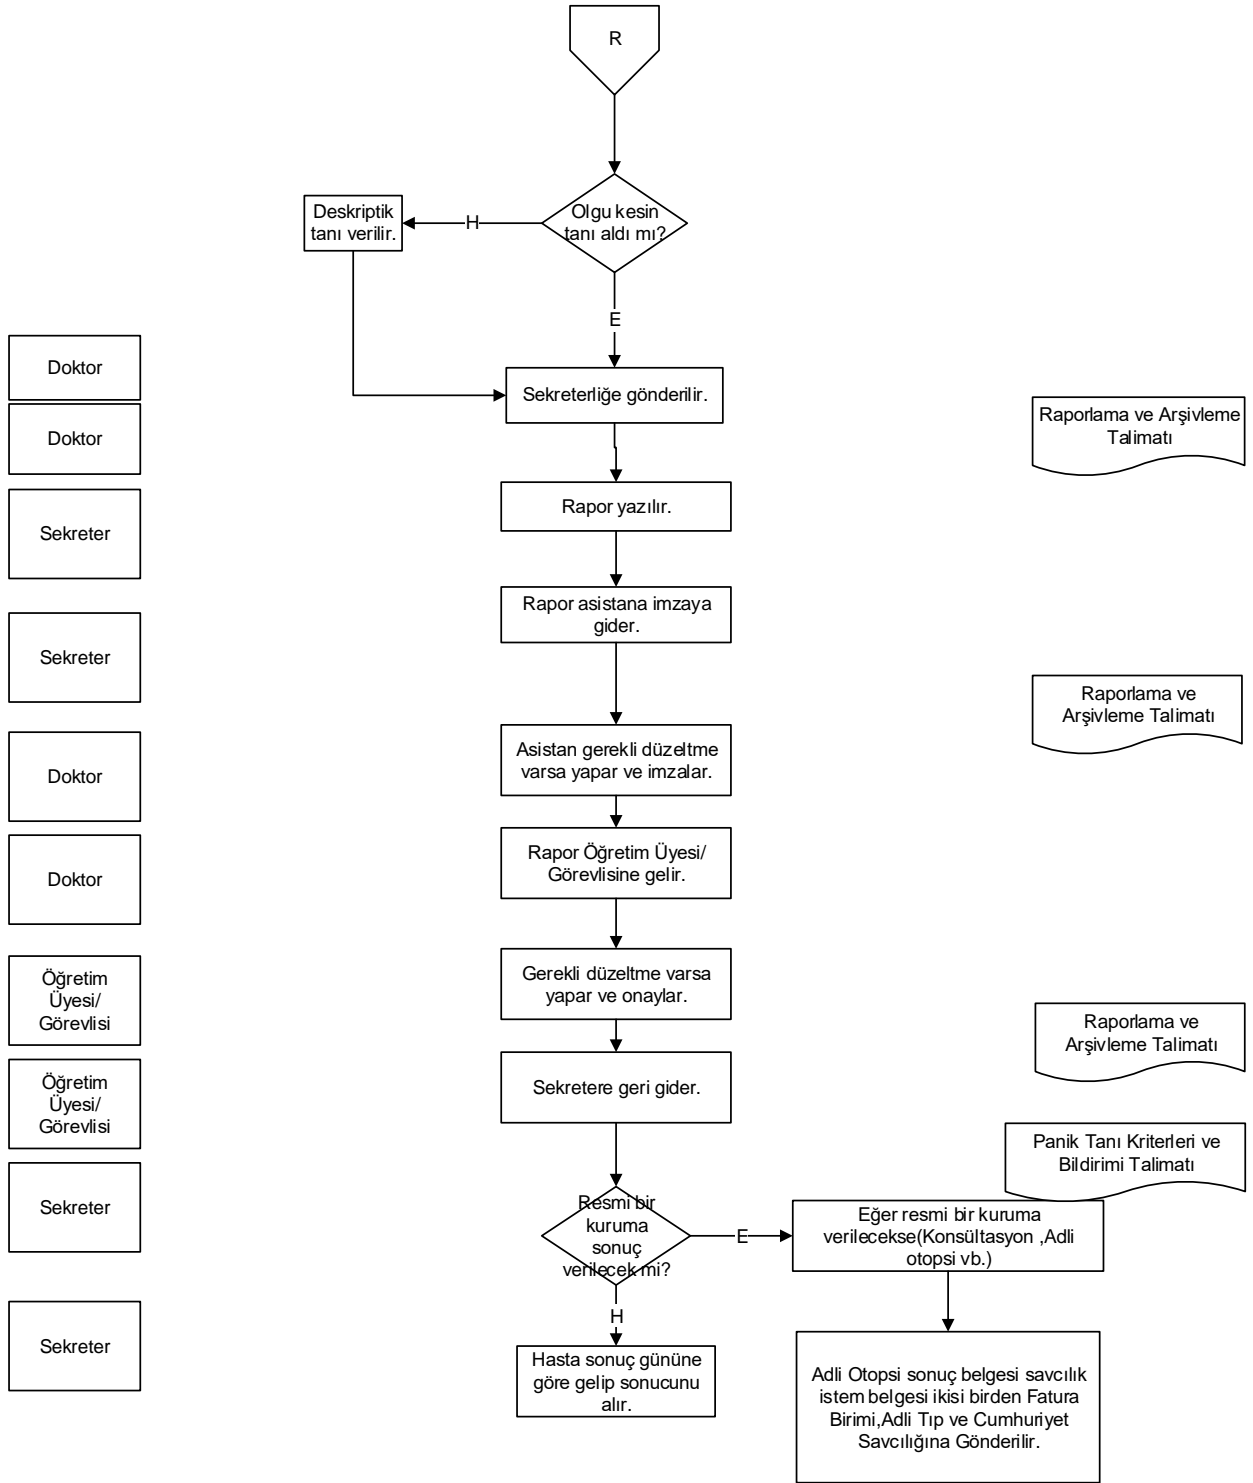 R
Olgu kesin
tanı aldı mı?
H
Deskriptik
tanı verilir.
E
Doktor
Sekreterliğe gönderilir.
Doktor
Raporlama ve Arşivleme
Talimatı
Rapor yazılır.
Sekreter
Rapor asistana imzaya
gider.
Sekreter
Raporlama ve
Arşivleme Talimatı
Asistan gerekli düzeltme
varsa yapar ve imzalar.
Doktor
Rapor Öğretim Üyesi/
Görevlisine gelir.
Doktor
Gerekli düzeltme varsa
yapar ve onaylar.
Öğretim
Üyesi/
Görevlisi
Raporlama ve
Arşivleme Talimatı
Sekretere geri gider.
Öğretim
Üyesi/
Görevlisi
Panik Tanı Kriterleri ve
Bildirimi Talimatı
Sekreter
Resmi bir
kuruma
sonuç
verilecek mi?
E
Eğer resmi bir kuruma
verilecekse(Konsültasyon ,Adli
otopsi vb.)
H
Sekreter
Hasta sonuç gününe
göre gelip sonucunu
alır.
Adli Otopsi sonuç belgesi savcılık
istem belgesi ikisi birden Fatura
Birimi,Adli Tıp ve Cumhuriyet
Savcılığına Gönderilir.